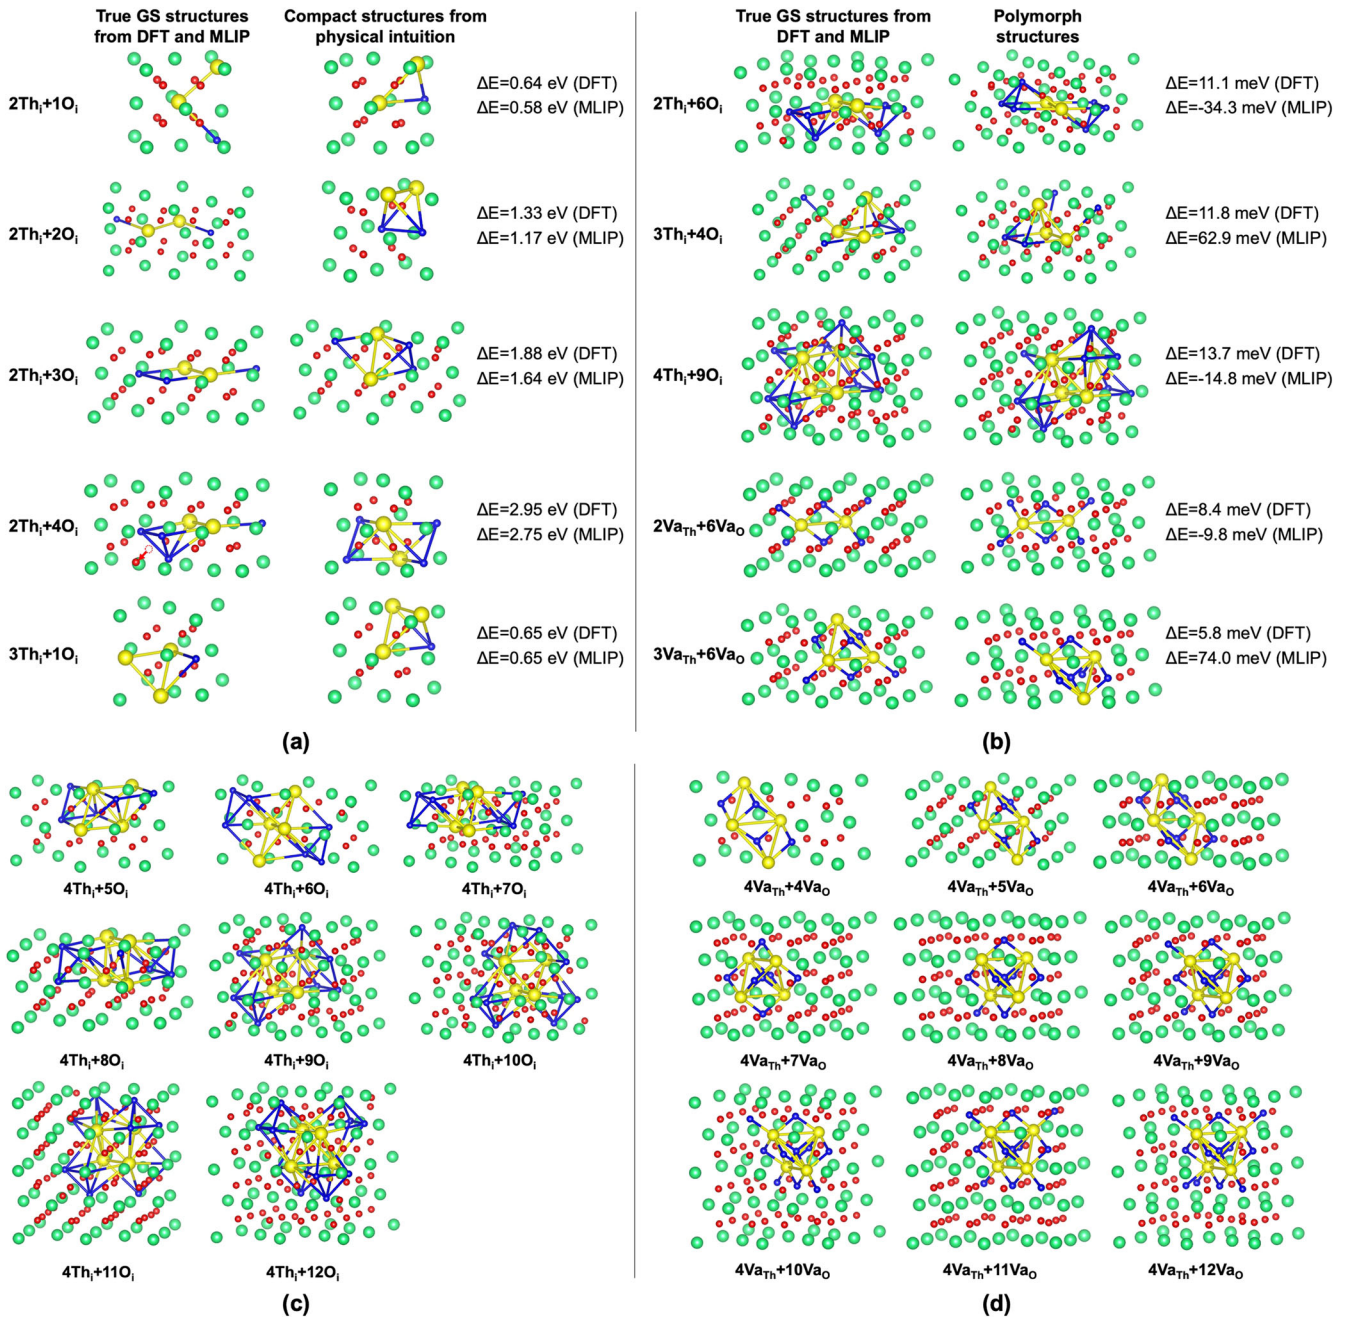 True GS structures
from DFT and MLIP
Compact structures from
physical intuition
2Thi+1Oi
ΔE=0.64 eV (DFT)
ΔE=0.58 eV (MLIP)
2Thi+2Oi
ΔE=1.33 eV (DFT)
ΔE=1.17 eV (MLIP)
2Thi+3Oi
ΔE=1.88 eV (DFT)
ΔE=1.64 eV (MLIP)
2Thi+4Oi
ΔE=2.95 eV (DFT)
ΔE=2.75 eV (MLIP)
3Thi+1Oi
ΔE=0.65 eV (DFT)
ΔE=0.65 eV (MLIP)
(a)
True GS structures from
DFT and MLIP
Polymorph
structures
2Thi+6Oi
ΔE=11.1 meV (DFT)
ΔE=-34.3 meV (MLIP)
3Thi+4Oi
ΔE=11.8 meV (DFT)
ΔE=62.9 meV (MLIP)
4Thi+9Oi
ΔE=13.7 meV (DFT)
ΔE=-14.8 meV (MLIP)
2VaTh+6VaO
ΔE=8.4 meV (DFT)
ΔE=-9.8 meV (MLIP)
3VaTh+6VaO
ΔE=5.8 meV (DFT)
ΔE=74.0 meV (MLIP)
(b)
4Thi+5Oi
4Thi+6Oi
4Thi+7Oi
4Thi+8Oi
4Thi+9Oi
4Thi+10Oi
4Thi+11Oi
4Thi+12Oi
(c)
4VaTh+4VaO
4VaTh+5VaO
4VaTh+6VaO
4VaTh+7VaO
4VaTh+8VaO
4VaTh+9VaO
4VaTh+10VaO
4VaTh+11VaO
4VaTh+12VaO
(d)